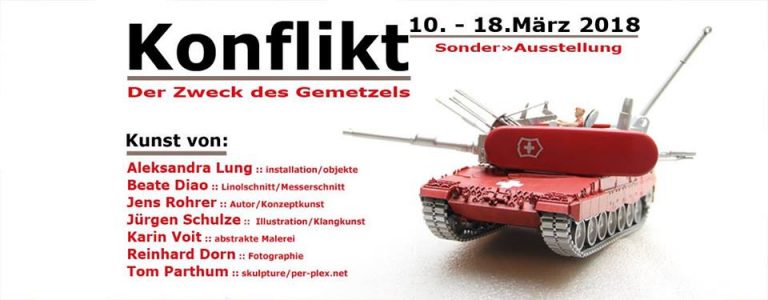 Konflikt
10. - 18.März 2018
Sonder»Ausstellung
Der Zweck des Gemetzels
Kunst von:
Aleksandra Lung :: installation/objekte
Beate Diao :: Linolschnitt/Messerschnitt
Jens Rohrer :: Autor/Konzeptkunst
Jürgen Schulze :: Illustration/Klangkunst
Karin Voit :: abstrakte Malerei
Reinhard Dorn :: Fotographie
Tom Parthum :: skulpture/per-plex.net